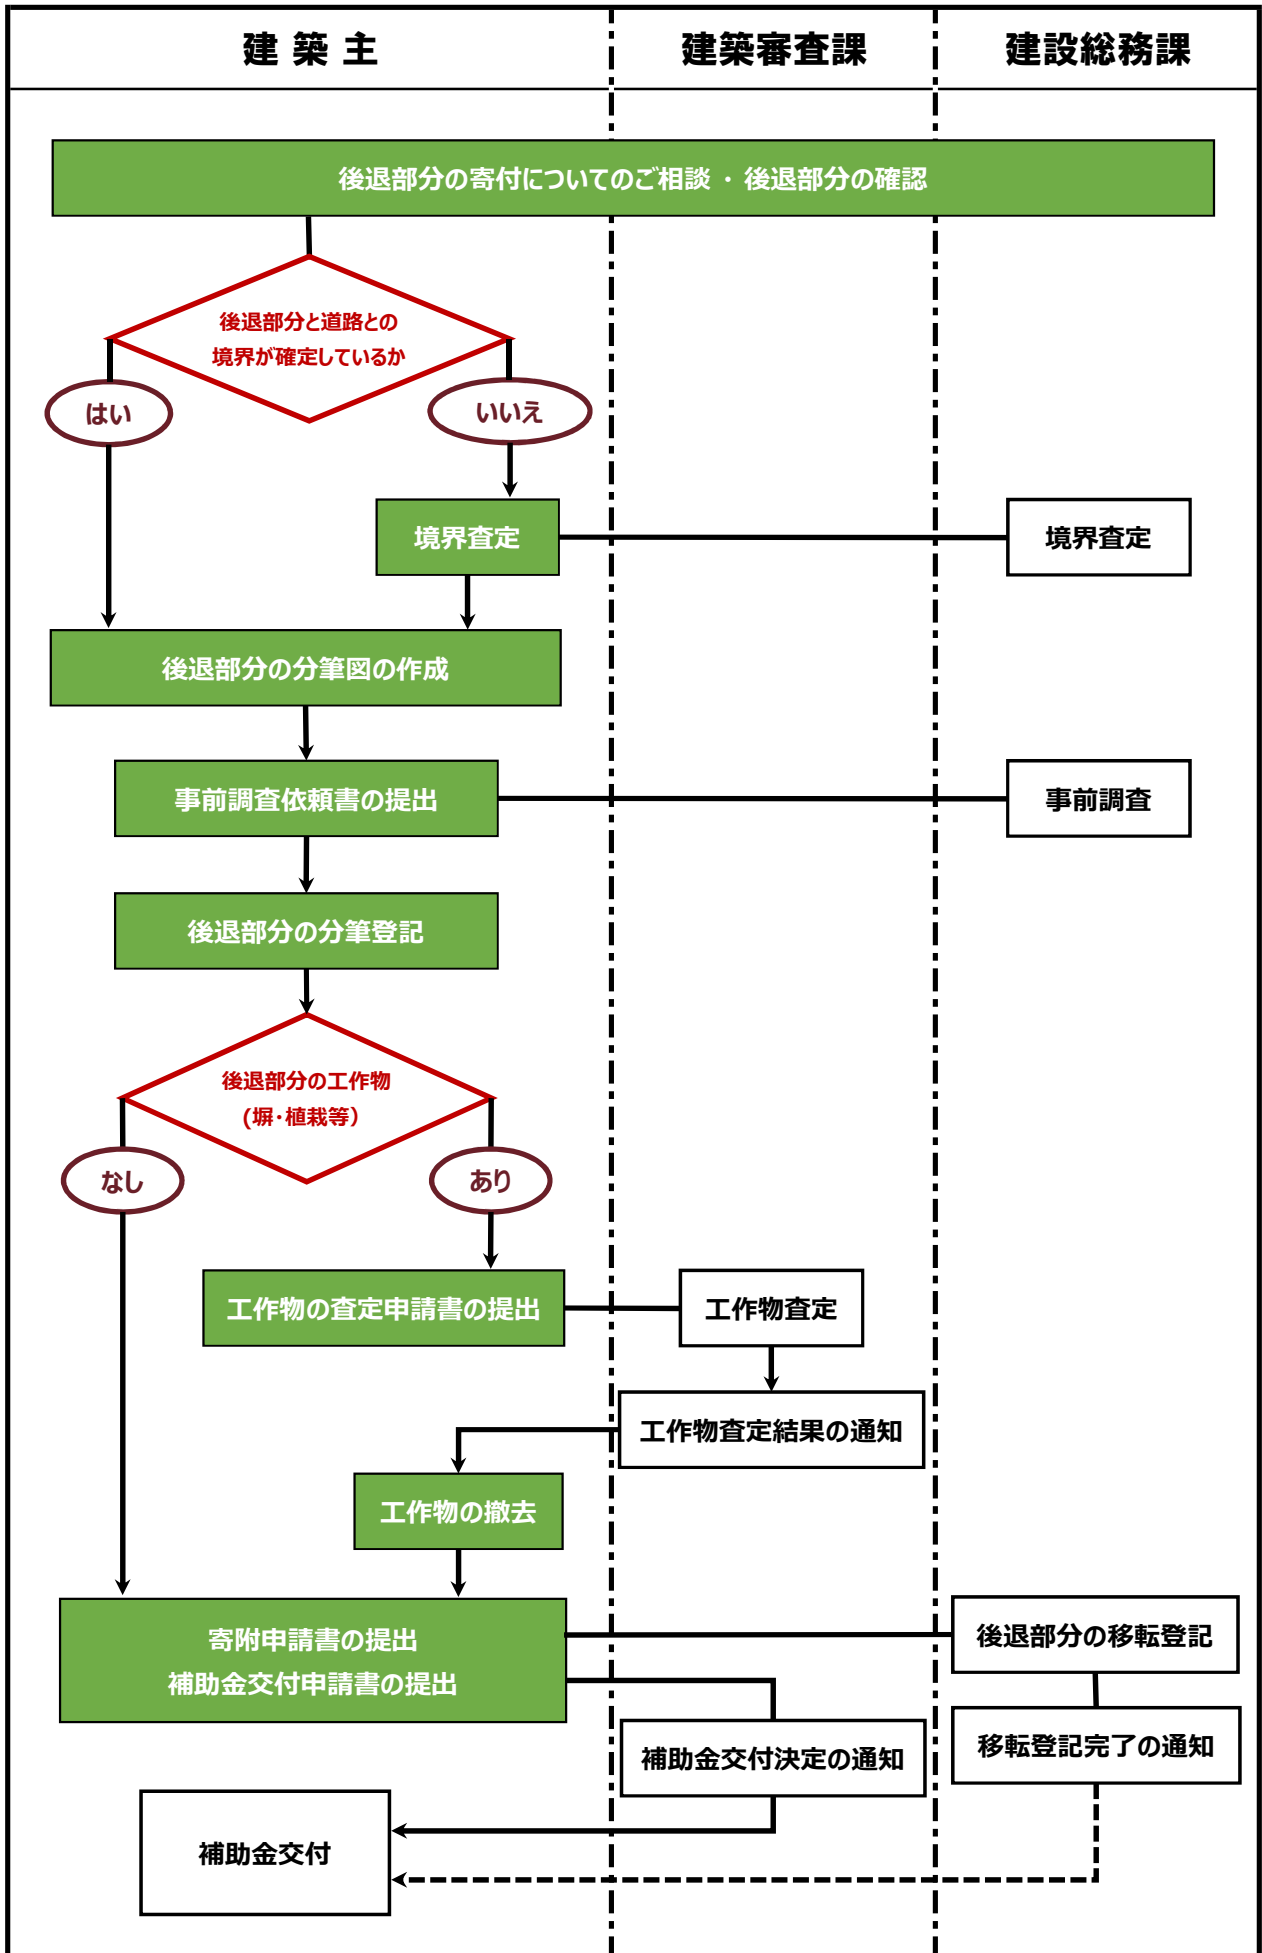 建 築 主
建築審査課
建設総務課
後退部分の寄付についてのご相談 ・ 後退部分の確認
後退部分と道路との
境界が確定しているか
はい
いいえ
境界査定
境界査定
後退部分の分筆図の作成
事前調査依頼書の提出
事前調査
後退部分の分筆登記
後退部分の工作物
(塀・植栽等）
なし
あり
工作物の査定申請書の提出
工作物査定
工作物査定結果の通知
工作物の撤去
寄附申請書の提出
補助金交付申請書の提出
後退部分の移転登記
補助金交付決定の通知
移転登記完了の通知
補助金交付